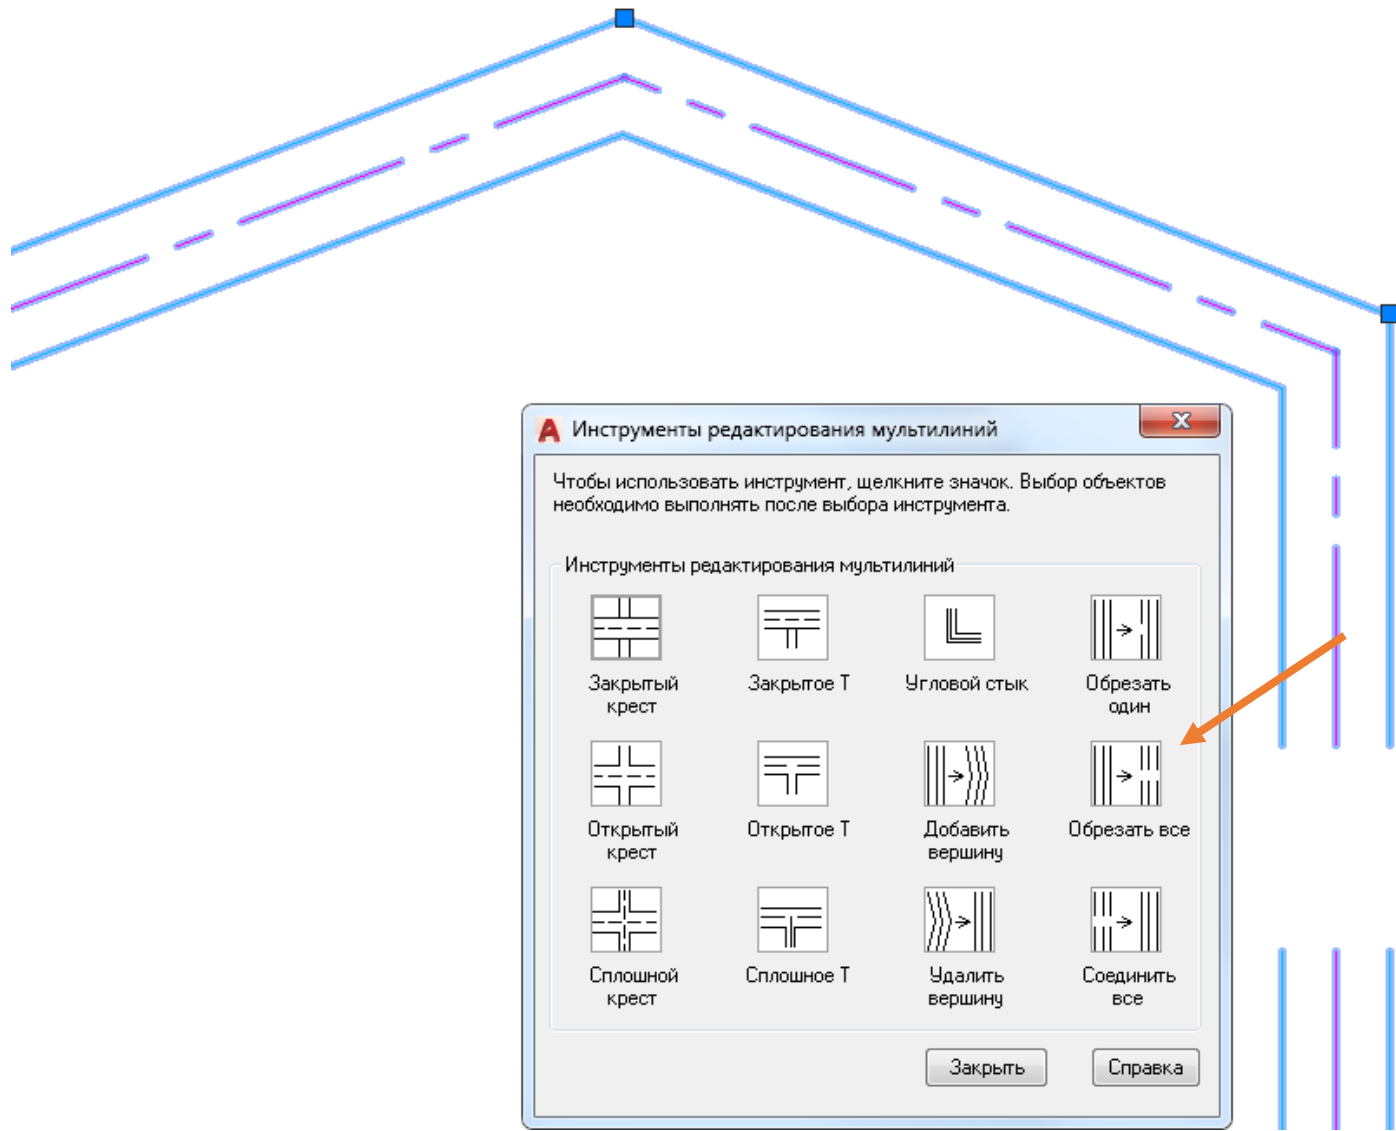 Инструменты редактирования мультилиний
Чтобы использовать инструмент, щелкните значок. Выбор объектов
необходимо выполнять после выбора инструмента.
Инструменты редактирования мультилиний
Закрытый
крест
Закрытое Т
Угловой стык
Обрезать
один
Открытый
крест
Открытое Т
Добавить
вершину
Обрезать все
Сплошной
крест
Сплошное Т
Удалить
вершину
Соединить
все
Закрыть
Справка